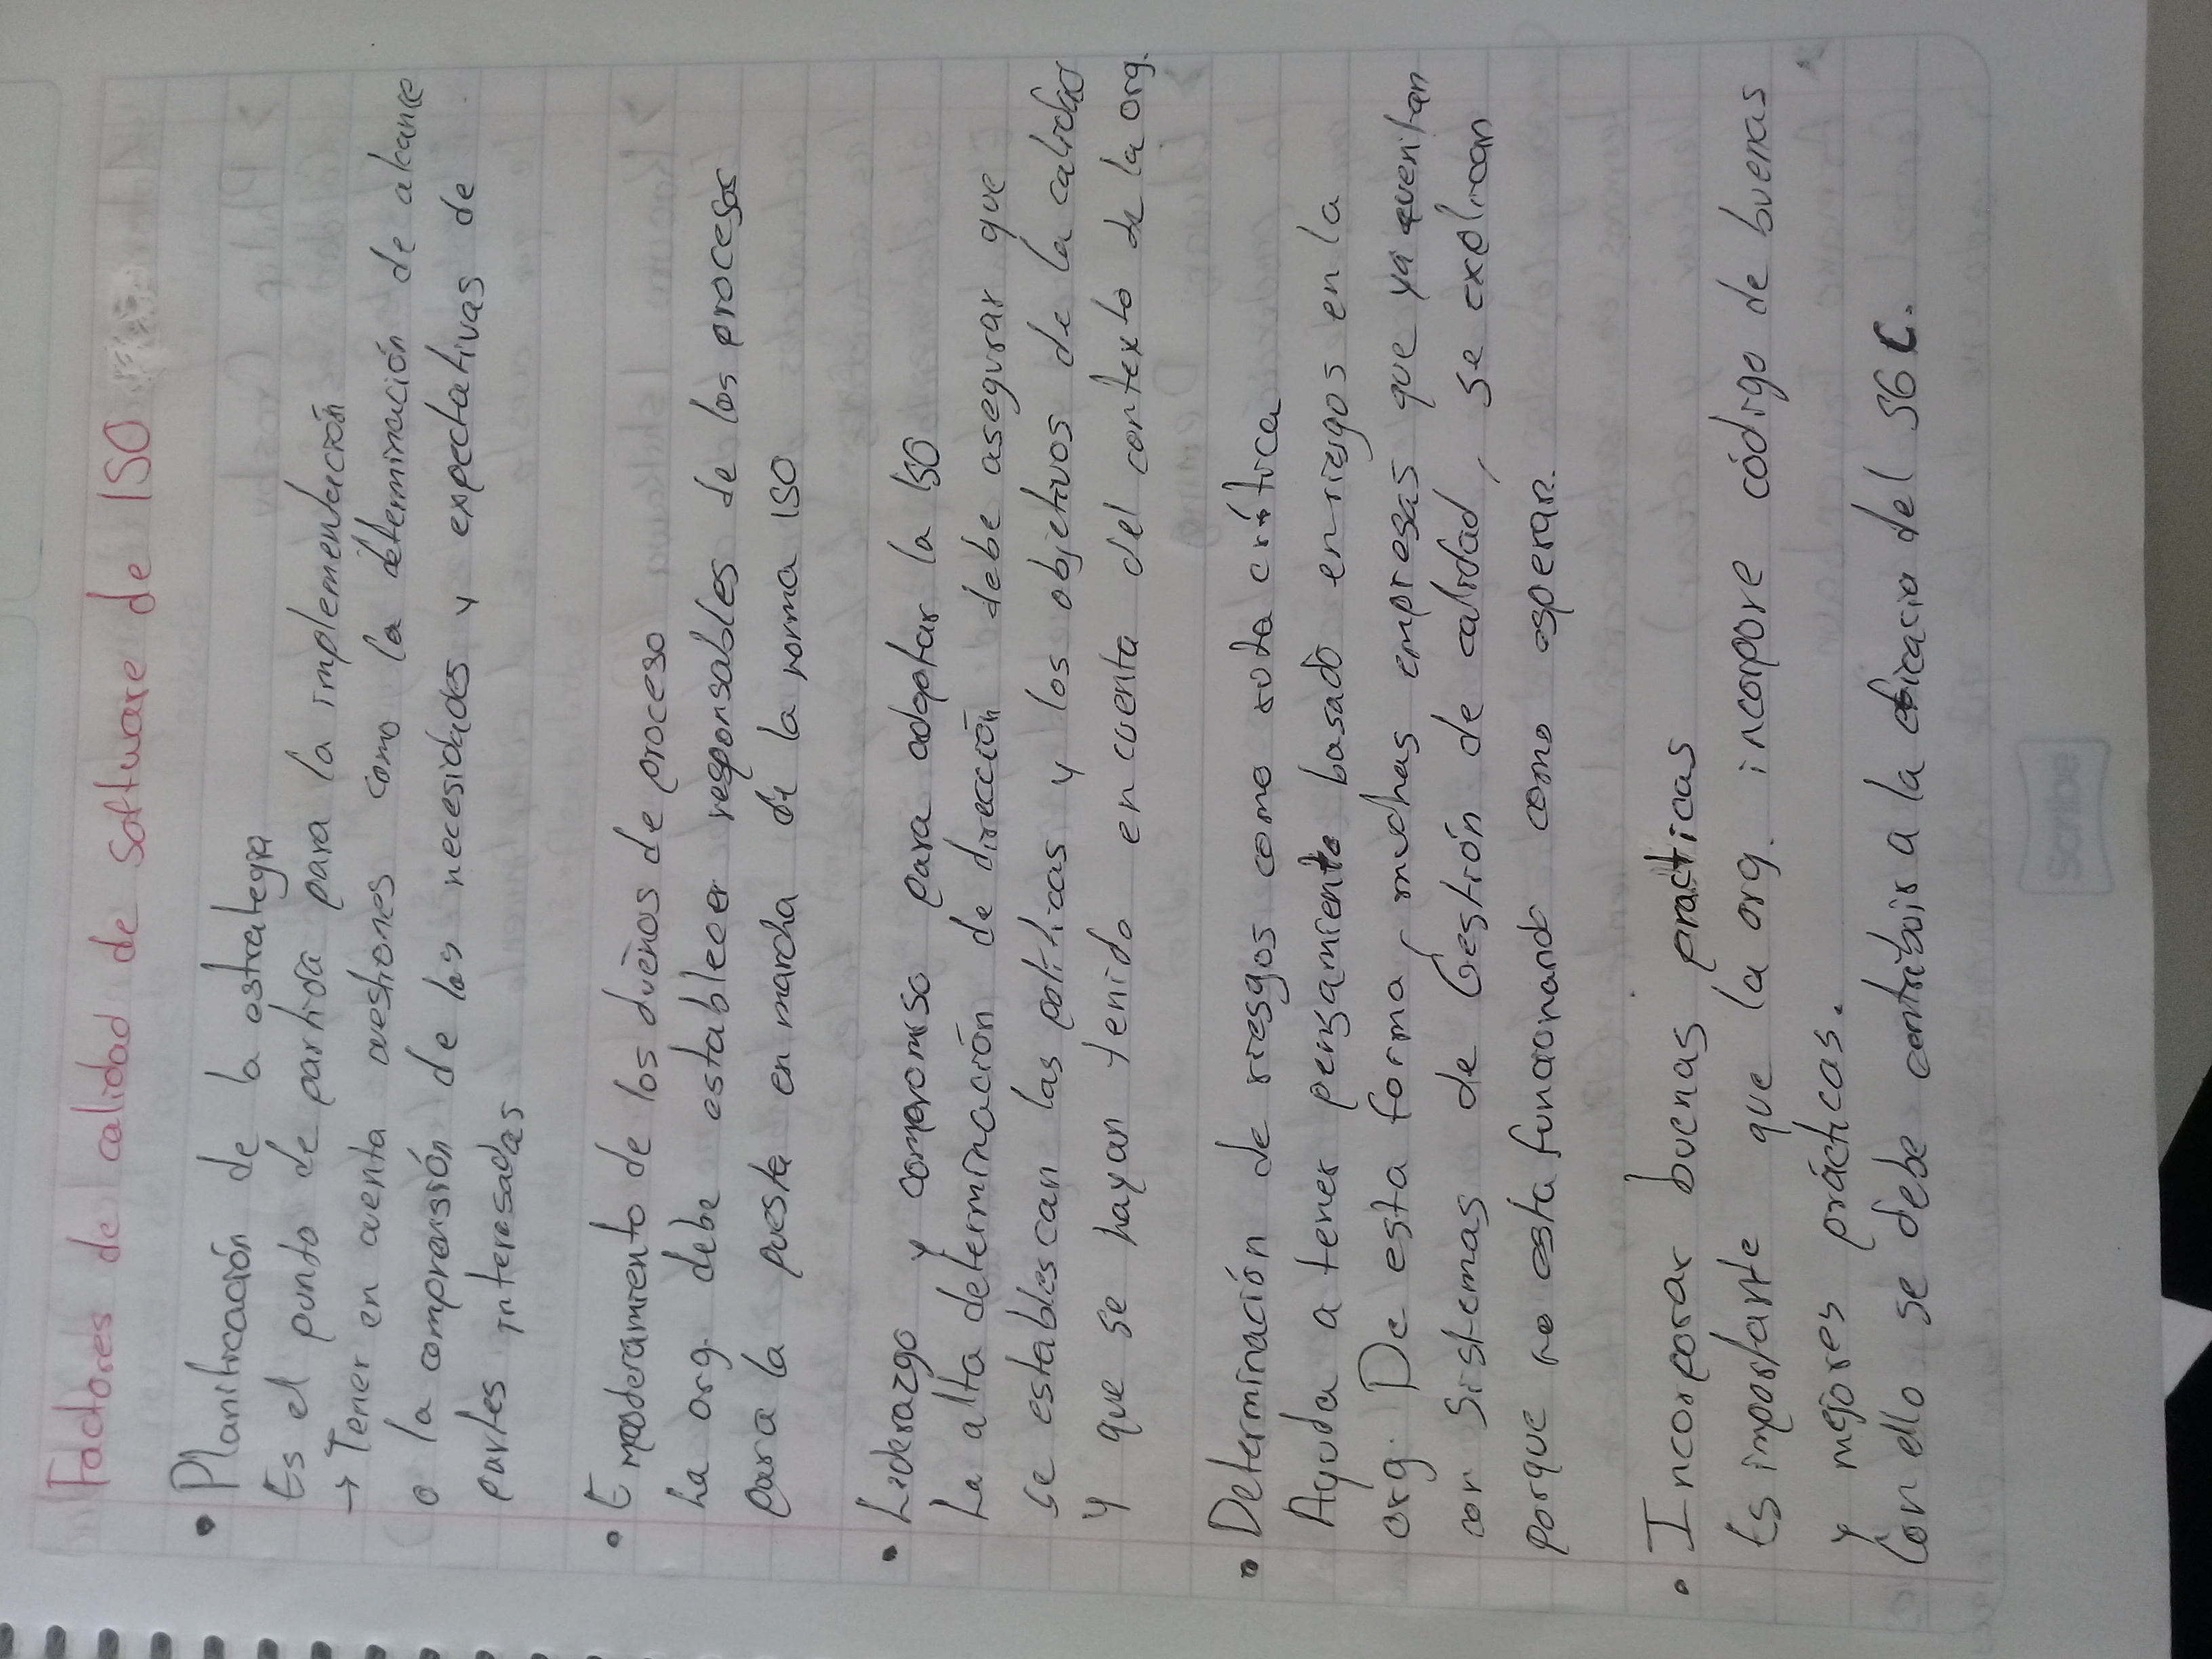 Factores de calidad de software de ISO
• Planificación de la estrategia
Es el punto de partida para la implementación
→ Tener en cuenta cuestiones como la determinación de alcance
o la comprensión de las necesidades y expectativas de
partes interesadas
• Emooderamiento de los dueños de proceso
La org. debe establecer responsables de los procesos
para la puesta en marcha de la norma ISO
• Liderazgo y compromiso para adoptar la ISO
La alta determinación de dirección debe asegurar que
se establescan las politicas y los objetivos de la calidad
y que se hayan tenido en cuenta del contexto de la org.
• Determinación de riesgos como ruta crítica
Ayuda a tener pensamiento basado en riesgos en la
org. De esta forma, muchas empresas que ya cuentan
con sistemas de Gestión de calidad, se explican
porque no esta funcionando como esperan.
• Incorporar buenas practicas
Es importante que la org. incorpore código de buenas
y mejores prácticas.
Con ello se debe contribuir a la eficacia del SGC.
Scribe